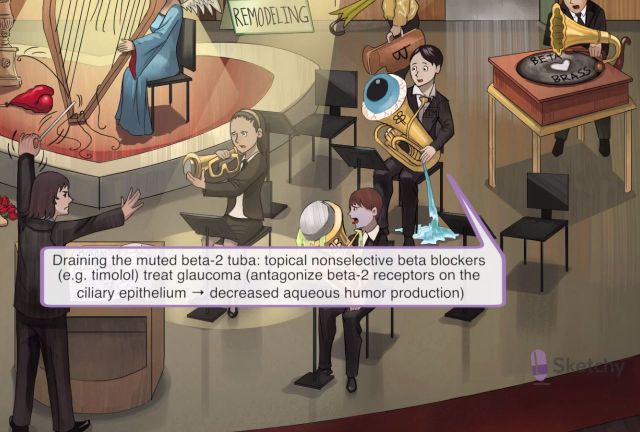 REMODELING
BETA
BRASS
Draining the muted beta-2 tuba: topical nonselective beta blockers
(e.g. timolol) treat glaucoma (antagonize beta-2 receptors on the
ciliary epithelium → decreased aqueous humor production)
Sketchy